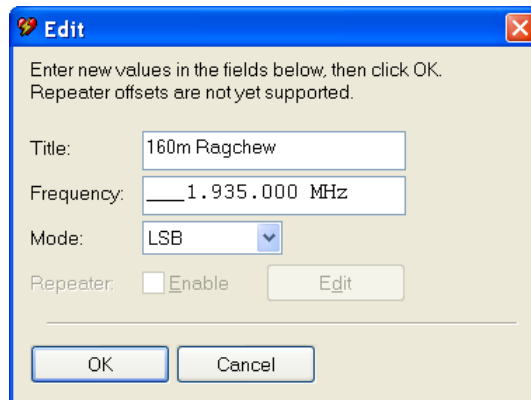 Edit
Enter new values in the fields below, then click OK.
Repeater offsets are not yet supported.
Title: 160m Ragchew
Frequency: ___1.935.000 MHz
Mode: LSB
Repeater: Enable Edit
OK Cancel